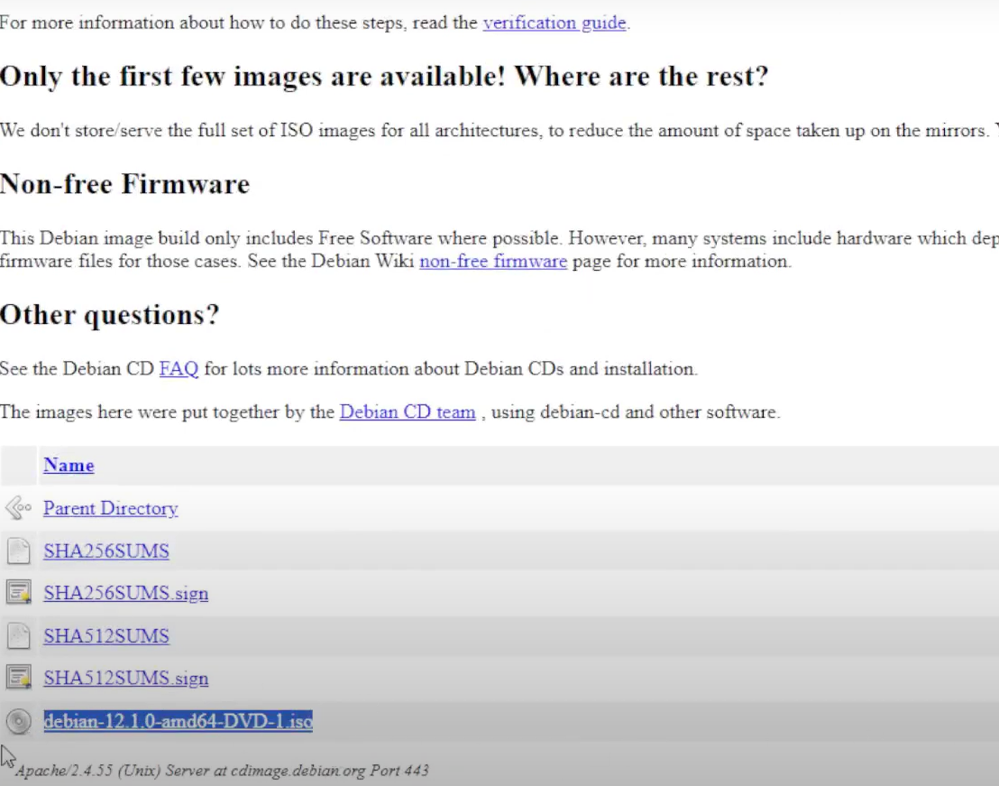 For more information about how to do these steps, read the verification guide.
Only the first few images are available! Where are the rest?
We don't store/serve the full set of ISO images for all architectures, to reduce the amount of space taken up on the mirrors.
Non-free Firmware
This Debian image build only includes Free Software where possible. However, many systems include hardware which dep
firmware files for those cases. See the Debian Wiki non-free firmware page for more information.
Other questions?
See the Debian CD FAQ for lots more information about Debian CDs and installation.
The images here were put together by the Debian CD team , using debian-cd and other software.
Name
Parent Directory
SHA256SUMS
SHA256SUMS.sign
SHA512SUMS
SHA512SUMS.sign
debian-12.1.0-amd64-DVD-1.iso
Apache/2.4.55 (Unix) Server at cdimage.debian.org Port 443